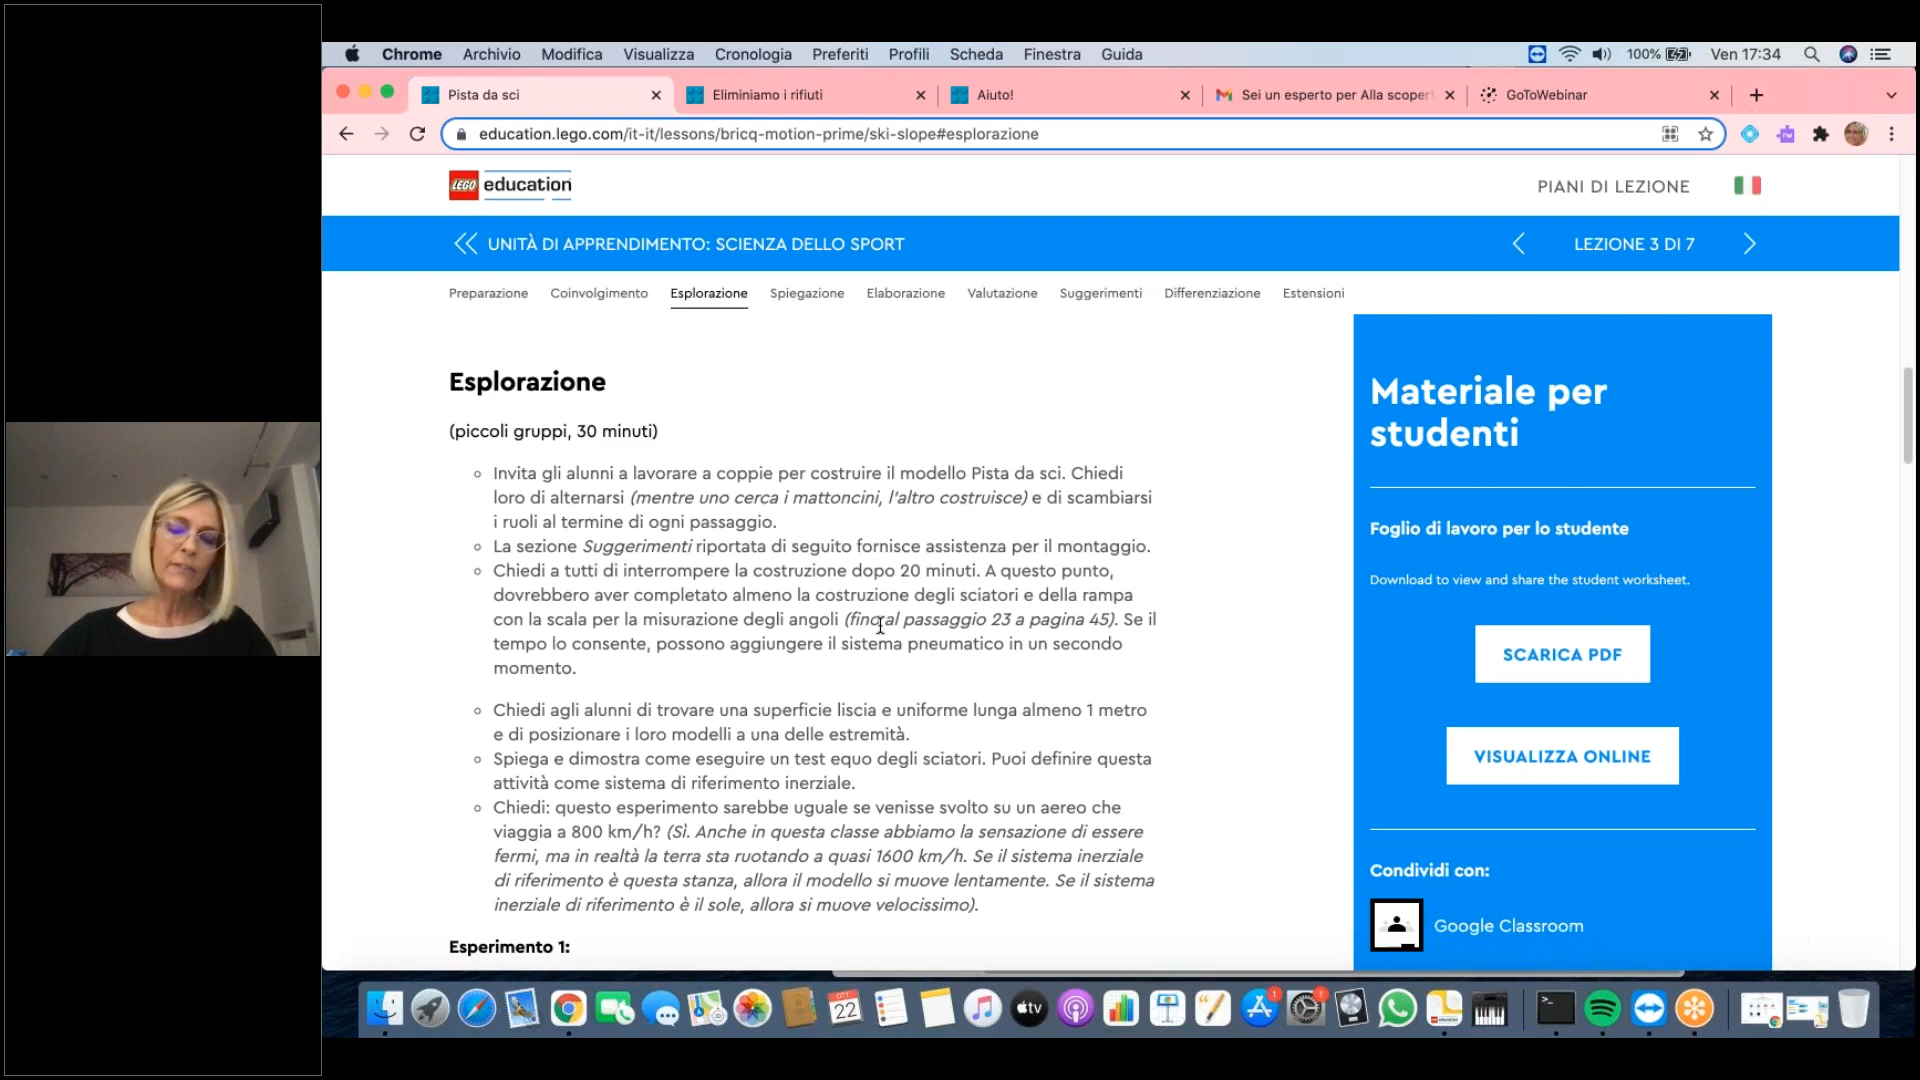 Chrome Archivio Modifica Visualizza Cronologia Preferiti Profili Scheda Finestra Guida 100% Ven 17:34
Pista da sci Eliminiamo i rifiuti Aiuto! Sei un esperto per Alla scoper GoToWebinar
education.lego.com/it-it/lessons/bricq-motion-prime/ski-slope#esplorazione
LEGO education PIANI DI LEZIONE
UNITÀ DI APPRENDIMENTO: SCIENZA DELLO SPORT LEZIONE 3 DI 7
Preparazione Coinvolgimento Esplorazione Spiegazione Elaborazione Valutazione Suggerimenti Differenziazione Estensioni
Esplorazione
(piccoli gruppi, 30 minuti)
Invita gli alunni a lavorare a coppie per costruire il modello Pista da sci. Chiedi
loro di alternarsi (mentre uno cerca i mattoncini, l'altro costruisce) e di scambiarsi
i ruoli al termine di ogni passaggio.
La sezione Suggerimenti riportata di seguito fornisce assistenza per il montaggio.
Chiedi a tutti di interrompere la costruzione dopo 20 minuti. A questo punto,
dovrebbero aver completato almeno la costruzione degli sciatori e della rampa
con la scala per la misurazione degli angoli (fino al passaggio 23 a pagina 45). Se il
tempo lo consente, possono aggiungere il sistema pneumatico in un secondo
momento.
Chiedi agli alunni di trovare una superficie liscia e uniforme lunga almeno 1 metro
e di posizionare i loro modelli a una delle estremità.
Spiega e dimostra come eseguire un test equo degli sciatori. Puoi definire questa
attività come sistema di riferimento inerziale.
Chiedi: questo esperimento sarebbe uguale se venisse svolto su un aereo che
viaggia a 800 km/h? (Sì. Anche in questa classe abbiamo la sensazione di essere
fermi, ma in realtà la terra sta ruotando a quasi 1600 km/h. Se il sistema inerziale
di riferimento è questa stanza, allora il modello si muove lentamente. Se il sistema
inerziale di riferimento è il sole, allora si muove velocissimo).
Esperimento 1:
Materiale per
studenti
Foglio di lavoro per lo studente
Download to view and share the student worksheet.
SCARICA PDF
VISUALIZZA ONLINE
Condividi con:
Google Classroom
OTT
22
tv
1
1